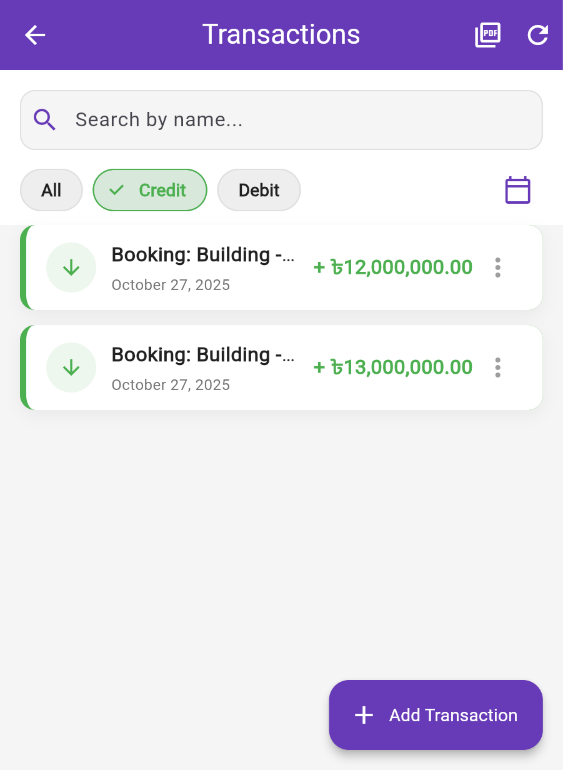 Transactions
PDF
Search by name...
All
Credit
Debit
Booking: Building -...
October 27, 2025
+ ৳12,000,000.00
Booking: Building -...
October 27, 2025
+ ৳13,000,000.00
+ Add Transaction